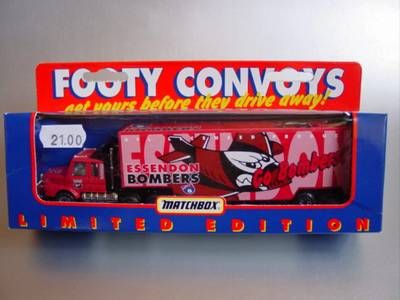 FOOTY CONVOYS
get yours before they drive away!
21.00
ESSENDON
BOMBERS
Go Bombers
MATCHBOX
LIMITED EDITION